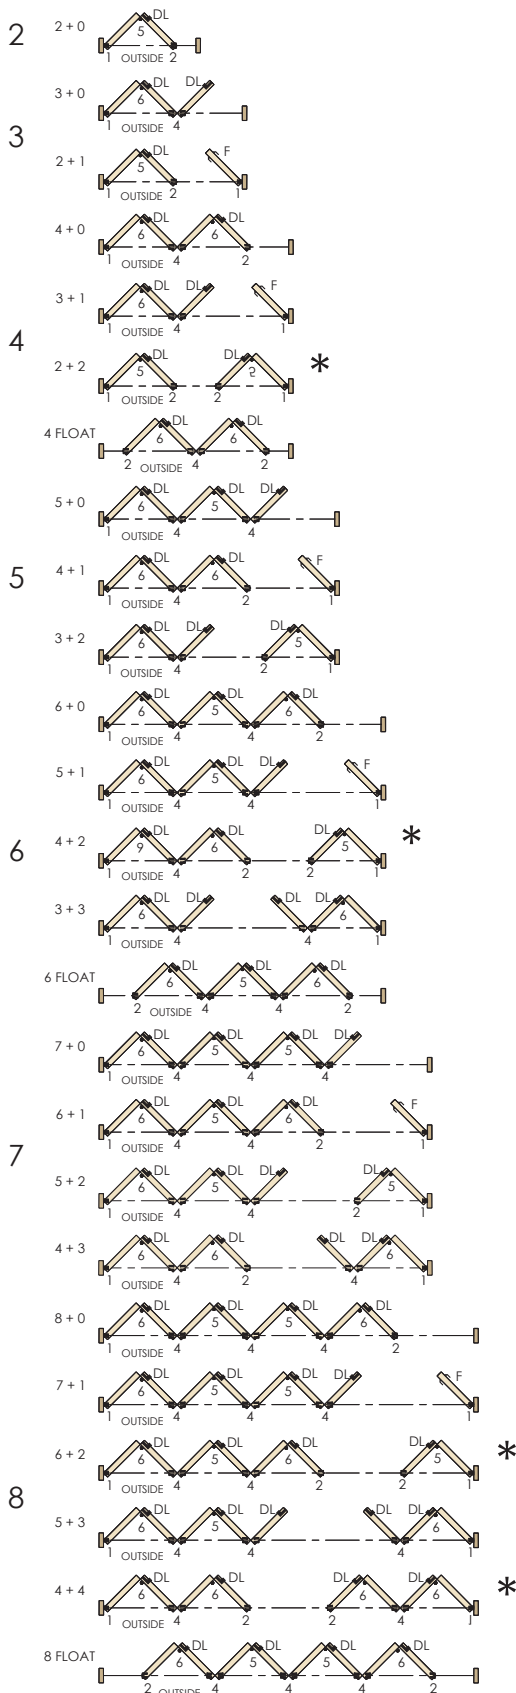 DL
2 2 + 0 5
1 OUTSIDE 2
DL DL
3 + 0 6
1 OUTSIDE 4
3
DL F
2 + 1 5
1 OUTSIDE 2 1
DL DL
4 + 0 6 6
1 OUTSIDE 4 2
DL DL F
3 + 1 6
1 OUTSIDE 4 1
4
DL DL *
2 + 2 5 2
1 OUTSIDE 2 2 1
DL DL
4 FLOAT 6 6
2 OUTSIDE 4 2
DL DL DL
5 + 0 6 5
1 OUTSIDE 4 4
DL DL F
5 4 + 1 6 6
1 OUTSIDE 4 2 1
DL DL DL
3 + 2 6 5
1 OUTSIDE 4 2 1
DL DL DL
6 + 0 6 5 6
1 OUTSIDE 4 4 2
DL DL DL F
5 + 1 6 5
1 OUTSIDE 4 4 1
DL DL DL *
6 4 + 2 9 6 5
1 OUTSIDE 4 2 2 1
DL DL DL DL
3 + 3 6 6
1 OUTSIDE 4 4 1
DL DL DL
6 FLOAT 6 5 6
2 OUTSIDE 4 4 2
DL DL DL DL
7 + 0 6 5 5
1 OUTSIDE 4 4 4
DL DL DL F
6 + 1 6 5 6
1 OUTSIDE 4 4 2 1
7
DL DL DL DL
5 + 2 6 5 5
1 OUTSIDE 4 4 2 1
DL DL DL DL
4 + 3 6 6 6
1 OUTSIDE 4 2 4 1
DL DL DL DL
8 + 0 6 5 5 6
1 OUTSIDE 4 4 4 2
DL DL DL DL F
7 + 1 6 5 5
1 OUTSIDE 4 4 4 1
DL DL DL DL *
6 + 2 6 5 6 5
1 OUTSIDE 4 4 2 2 1
8
DL DL DL DL DL
5 + 3 6 5 6
1 OUTSIDE 4 4 4 1
DL DL DL DL *
4 + 4 6 6 6 6
1 OUTSIDE 4 2 2 4 1
DL DL DL DL
8 FLOAT 6 5 5 6
2 OUTSIDE 4 4 4 2